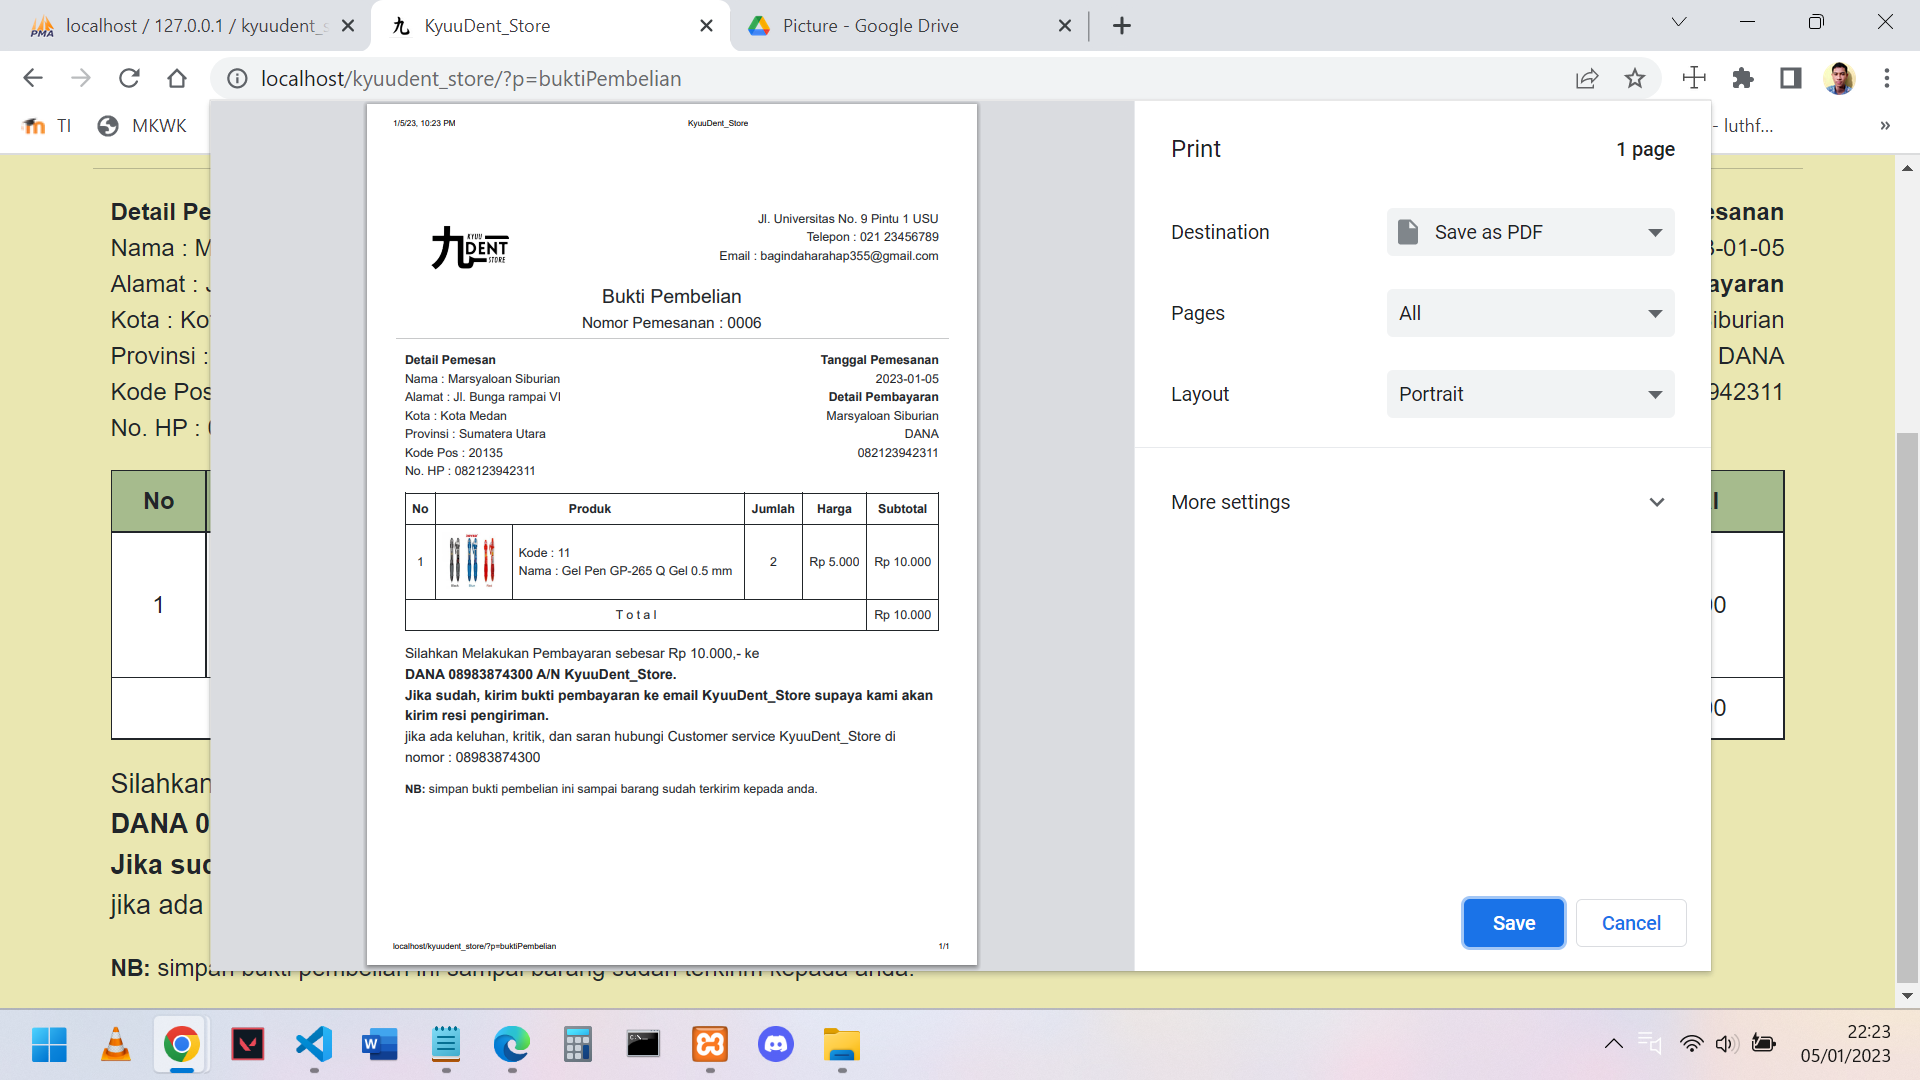 localhost / 127.0.0.1 / kyuudent_s
KyuuDent_Store
Picture - Google Drive
localhost/kyuudent_store/?p=buktiPembelian
TI
MKWK
- luthf...
»
Detail Pe
Nama : M
Alamat : J
Kota : Ko
Provinsi :
Kode Pos
No. HP :
No
1
Silahkan
DANA 0
Jika sud
jika ada
NB: simpan bukti pembelian ini sampai barang sudah terkirim kepada anda.
1/5/23, 10:23 PM
KyuuDent_Store
九 KYUU
DENT
STORE
Jl. Universitas No. 9 Pintu 1 USU
Telepon : 021 23456789
Email : bagindaharahap355@gmail.com
Bukti Pembelian
Nomor Pemesanan : 0006
Detail Pemesan
Nama : Marsyaloan Siburian
Alamat : Jl. Bunga rampai VI
Kota : Kota Medan
Provinsi : Sumatera Utara
Kode Pos : 20135
No. HP : 082123942311
Tanggal Pemesanan
2023-01-05
Detail Pembayaran
Marsyaloan Siburian
DANA
082123942311
No Produk Jumlah Harga Subtotal
1
Kode : 11
Nama : Gel Pen GP-265 Q Gel 0.5 mm
2 Rp 5.000 Rp 10.000
T o t a l Rp 10.000
Silahkan Melakukan Pembayaran sebesar Rp 10.000,- ke
DANA 08983874300 A/N KyuuDent_Store.
Jika sudah, kirim bukti pembayaran ke email KyuuDent_Store supaya kami akan
kirim resi pengiriman.
jika ada keluhan, kritik, dan saran hubungi Customer service KyuuDent_Store di
nomor : 08983874300
NB: simpan bukti pembelian ini sampai barang sudah terkirim kepada anda.
localhost/kyuudent_store/?p=buktiPembelian
1/1
Print
1 page
Destination
Save as PDF
Pages
All
Layout
Portrait
More settings
Save
Cancel
esanan
3-01-05
ayaran
iburian
DANA
942311
l
00
00
22:23
05/01/2023